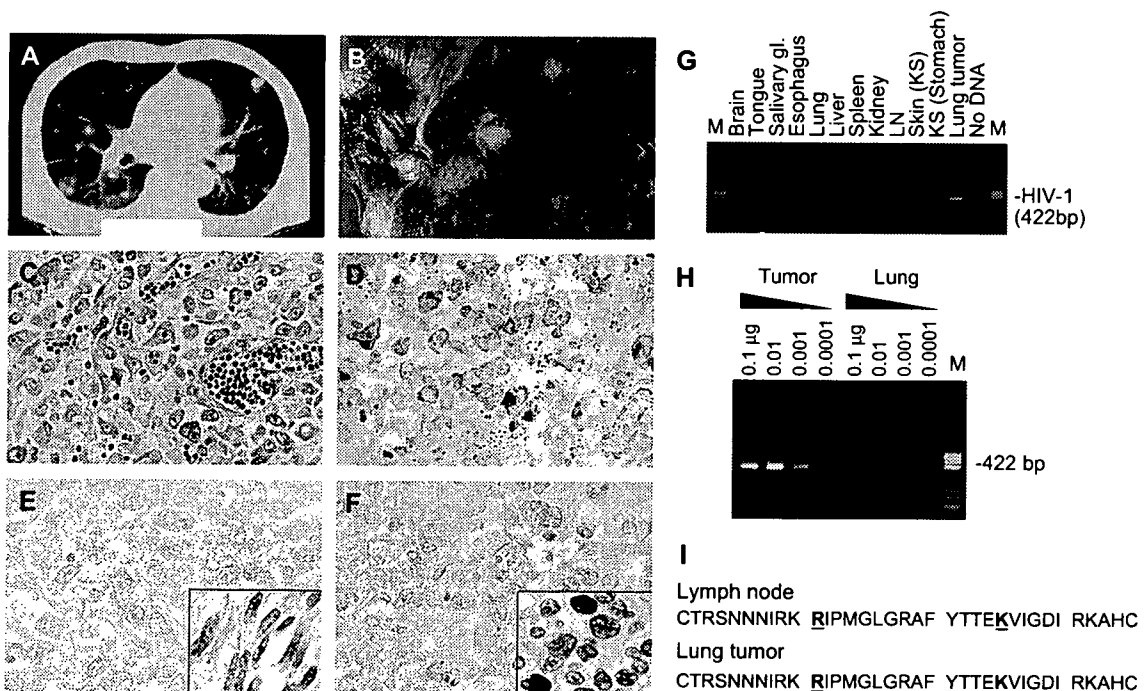 A
B
C
D
E
F
G
M
Brain
Tongue
Salivary gl.
Esophagus
Lung
Liver
Spleen
Kidney
LN
Skin (KS)
KS (Stomach)
Lung tumor
No DNA
M
-HIV-1
(422bp)
H
Tumor
Lung
0.1 µg
0.01
0.001
0.0001
0.1 µg
0.01
0.001
0.0001
M
-422 bp
I
Lymph node
CTRSNNNIRK RIPMGLGRAF YTTEKVIGDI RKAHC
Lung tumor
CTRSNNNIRK RIPMGLGRAF YTTEKVIGDI RKAHC